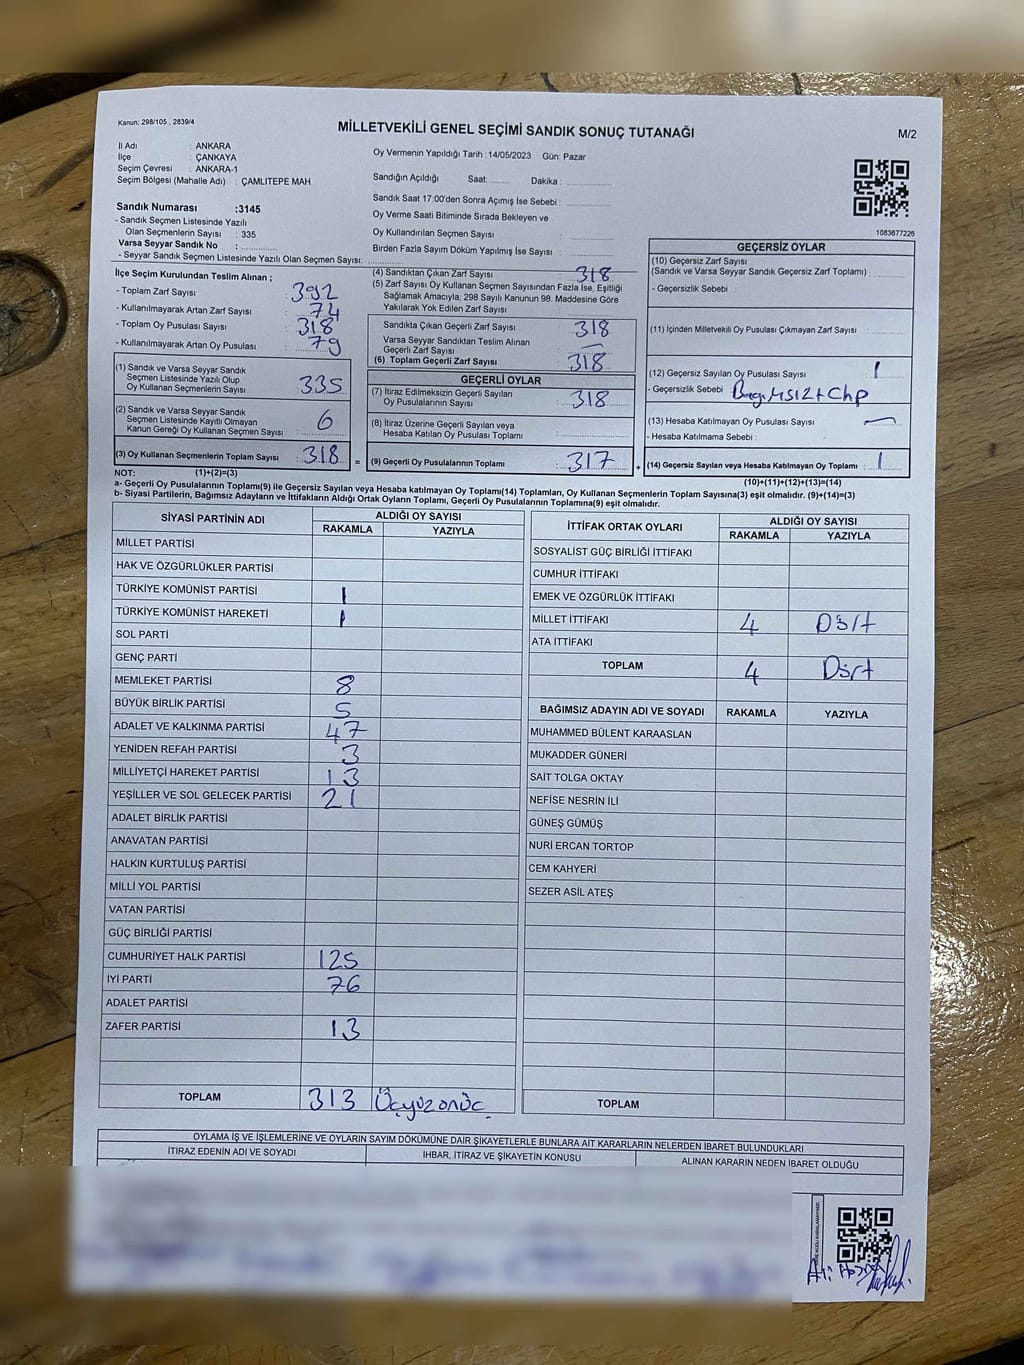 Kanun: 298/105 , 2839/4
MİLLETVEKİLİ GENEL SEÇİMİ SANDIK SONUÇ TUTANAĞI
M/2
İl Adı : ANKARA
İlçe : ÇANKAYA
Seçim Çevresi : ANKARA-1
Seçim Bölgesi (Mahalle Adı) : ÇAMLITEPE MAH.
Sandık Numarası :3145
- Sandık Seçmen Listesinde Yazılı
Olan Seçmenlerin Sayısı : 335
Varsa Seyyar Sandık No :
- Seyyar Sandık Seçmen Listesinde Yazılı Olan Seçmen Sayısı:
Oy Vermenin Yapıldığı Tarih :14/05/2023 Gün: Pazar
Sandığın Açıldığı Saat: Dakika :
Sandık Saat 17:00'den Sonra Açımış İse Sebebi :
Oy Verme Saati Bitiminde Sırada Bekleyen ve
Oy Kullandırılan Seçmen Sayısı :
Birden Fazla Sayım Döküm Yapılmış İse Sayısı :
1083677226
İlçe Seçim Kurulundan Teslim Alınan ;
- Toplam Zarf Sayısı : 392
- Kullanılmayarak Artan Zarf Sayısı : 74
- Toplam Oy Pusulası Sayısı : 318
- Kullanılmayarak Artan Oy Pusulası : 79
(1) Sandık ve Varsa Seyyar Sandık
Seçmen Listesinde Yazılı Olup
Oy Kullanan Seçmenlerin Sayısı : 335
(2) Sandık ve Varsa Seyyar Sandık
Seçmen Listesinde Kayıtlı Olmayan
Kanun Gereği Oy Kullanan Seçmen Sayısı : 6
(3) Oy Kullanan Seçmenlerin Toplam Sayısı : 318 =
(4) Sandıktan Çıkan Zarf Sayısı : 318
(5) Zarf Sayısı Oy Kullanan Seçmen Sayısından Fazla İse, Eşitliği
Sağlamak Amacıyla; 298 Sayılı Kanunun 98. Maddesine Göre
Yakılarak Yok Edilen Zarf Sayısı :
Sandıkta Çıkan Geçerli Zarf Sayısı : 318
Varsa Seyyar Sandıktan Teslim Alınan
Geçerli Zarf Sayısı : —
(6) Toplam Geçerli Zarf Sayısı : 318
GEÇERLİ OYLAR
(7) İtiraz Edilmeksizin Geçerli Sayılan
Oy Pusulalarının Sayısı : 318
(8) İtiraz Üzerine Geçerli Sayılan veya
Hesaba Katılan Oy Pusulası Toplamı :
(9) Geçerli Oy Pusulalarının Toplamı : 317 +
GEÇERSİZ OYLAR
(10) Geçersiz Zarf Sayısı
(Sandık ve Varsa Seyyar Sandık Geçersiz Zarf Toplamı) :
- Geçersizlik Sebebi :
(11) İçinden Milletvekili Oy Pusulası Çıkmayan Zarf Sayısı :
(12) Geçersiz Sayılan Oy Pusulası Sayısı : 1
- Geçersizlik Sebebi : Bağımsız+Chp
(13) Hesaba Katılmayan Oy Pusulası Sayısı : —
- Hesaba Katılmama Sebebi :
(14) Geçersiz Sayılan veya Hesaba Katılmayan Oy Toplamı : 1
NOT: (1)+(2)=(3) (10)+(11)+(12)+(13)=(14)
a- Geçerli Oy Pusulalarının Toplamı(9) ile Geçersiz Sayılan veya Hesaba katılmayan Oy Toplamı(14) Toplamları, Oy Kullanan Seçmenlerin Toplam Sayısına(3) eşit olmalıdır. (9)+(14)=(3)
b- Siyasi Partilerin, Bağımsız Adayların ve İttifakların Aldığı Ortak Oyların Toplamı, Geçerli Oy Pusulalarının Toplamına(9) eşit olmalıdır.
SİYASİ PARTİNİN ADI ALDIĞI OY SAYISI
RAKAMLA YAZIYLA
MİLLET PARTİSİ
HAK VE ÖZGÜRLÜKLER PARTİSİ
TÜRKİYE KOMÜNİST PARTİSİ 1
TÜRKİYE KOMÜNİST HAREKETİ 1
SOL PARTİ
GENÇ PARTİ
MEMLEKET PARTİSİ 8
BÜYÜK BİRLİK PARTİSİ 5
ADALET VE KALKINMA PARTİSİ 47
YENİDEN REFAH PARTİSİ 3
MİLLİYETÇİ HAREKET PARTİSİ 13
YEŞİLLER VE SOL GELECEK PARTİSİ 21
ADALET BİRLİK PARTİSİ
ANAVATAN PARTİSİ
HALKIN KURTULUŞ PARTİSİ
MİLLİ YOL PARTİSİ
VATAN PARTİSİ
GÜÇ BİRLİĞİ PARTİSİ
CUMHURİYET HALK PARTİSİ 125
İYİ PARTİ 76
ADALET PARTİSİ
ZAFER PARTİSİ 13
TOPLAM 313 Üçyüzonüç
İTTİFAK ORTAK OYLARI ALDIĞI OY SAYISI
RAKAMLA YAZIYLA
SOSYALİST GÜÇ BİRLİĞİ İTTİFAKI
CUMHUR İTTİFAKI
EMEK VE ÖZGÜRLÜK İTTİFAKI
MİLLET İTTİFAKI 4 Dört
ATA İTTİFAKI
TOPLAM 4 Dört
BAĞIMSIZ ADAYIN ADI VE SOYADI RAKAMLA YAZIYLA
MUHAMMED BÜLENT KARAASLAN
MUKADDER GÜNERİ
SAİT TOLGA OKTAY
NEFİSE NESRİN İLİ
GÜNEŞ GÜMÜŞ
NURİ ERCAN TORTOP
CEM KAHYERİ
SEZER ASİL ATEŞ
TOPLAM
OYLAMA İŞ VE İŞLEMLERİNE VE OYLARIN SAYIM DÖKÜMÜNE DAİR ŞİKAYETLERLE BUNLARA AİT KARARLARIN NELERDEN İBARET BULUNDUKLARI
İTİRAZ EDENİN ADI VE SOYADI İHBAR, İTİRAZ VE ŞİKAYETİN KONUSU ALINAN KARARIN NEDEN İBARET OLDUĞU
Ali